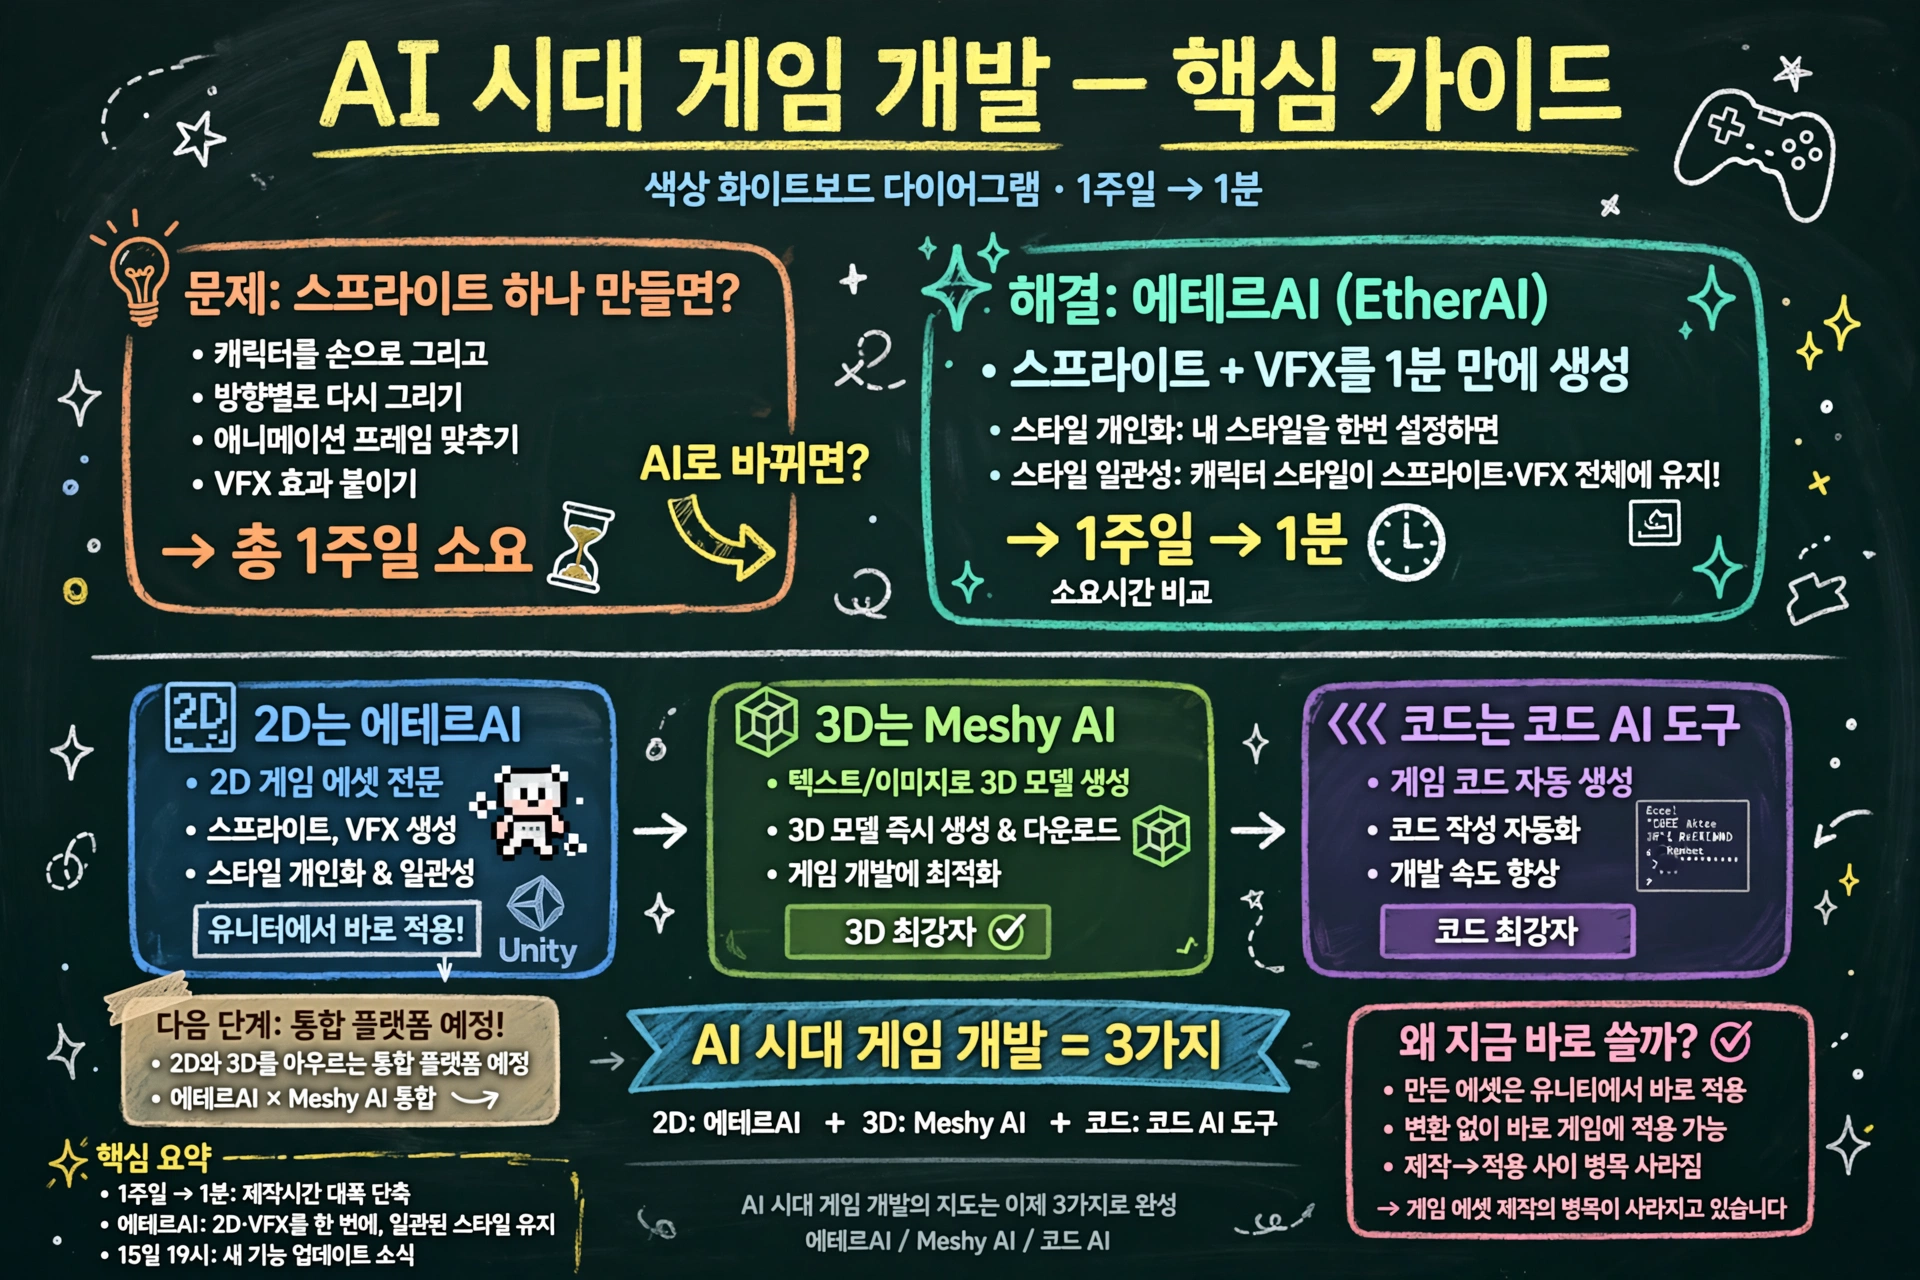 AI 시대 게임 개발 – 핵심 가이드
색상 화이트보드 다이어그램 · 1주일 → 1분
문제: 스프라이트 하나 만들면?
• 캐릭터를 손으로 그리고
• 방향별로 다시 그리기
• 애니메이션 프레임 맞추기
• VFX 효과 붙이기
→ 총 1주일 소요
AI로 바뀌면?
해결: 에테르AI (EtherAI)
• 스프라이트 + VFX를 1분 만에 생성
• 스타일 개인화: 내 스타일을 한번 설정하면
• 스타일 일관성: 캐릭터 스타일이 스프라이트·VFX 전체에 유지!
→ 1주일 → 1분
소요시간 비교
2D
2D는 에테르AI
• 2D 게임 에셋 전문
• 스프라이트, VFX 생성
• 스타일 개인화 & 일관성
유니터에서 바로 적용!
Unity
3D는 Meshy AI
• 텍스트/이미지로 3D 모델 생성
• 3D 모델 즉시 생성 & 다운로드
• 게임 개발에 최적화
3D 최강자
코드는 코드 AI 도구
• 게임 코드 자동 생성
• 코드 작성 자동화
• 개발 속도 향상
코드 최강자
다음 단계: 통합 플랫폼 예정!
• 2D와 3D를 아우르는 통합 플랫폼 예정
• 에테르AI × Meshy AI 통합
AI 시대 게임 개발 = 3가지
2D: 에테르AI + 3D: Meshy AI + 코드: 코드 AI 도구
AI 시대 게임 개발의 지도는 이제 3가지로 완성
에테르AI / Meshy AI / 코드 AI
왜 지금 바로 쓸까?
• 만든 에셋은 유니티에서 바로 적용
• 변환 없이 바로 게임에 적용 가능
• 제작→적용 사이 병목 사라짐
→ 게임 에셋 제작의 병목이 사라지고 있습니다
핵심 요약
• 1주일 → 1분: 제작시간 대폭 단축
• 에테르AI: 2D·VFX를 한 번에, 일관된 스타일 유지
• 15일 19시: 새 기능 업데이트 소식